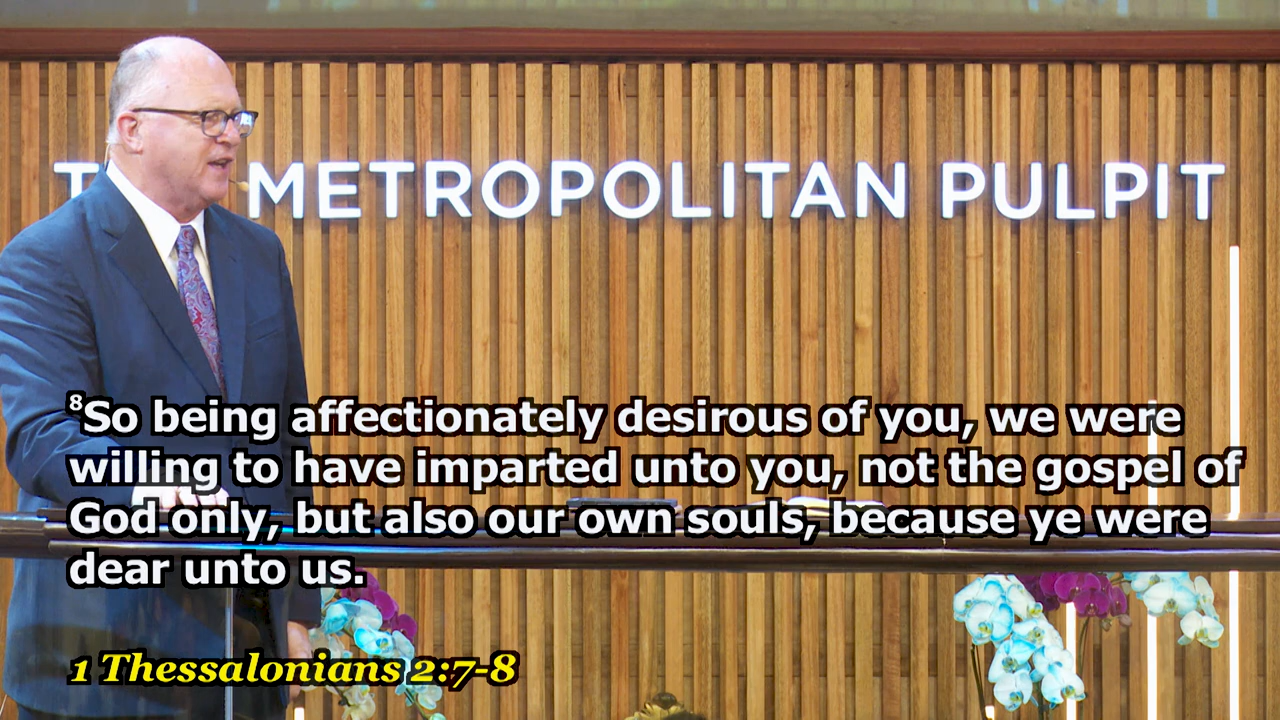 THE METROPOLITAN PULPIT
⁸So being affectionately desirous of you, we were
willing to have imparted unto you, not the gospel of
God only, but also our own souls, because ye were
dear unto us.
1 Thessalonians 2:7-8